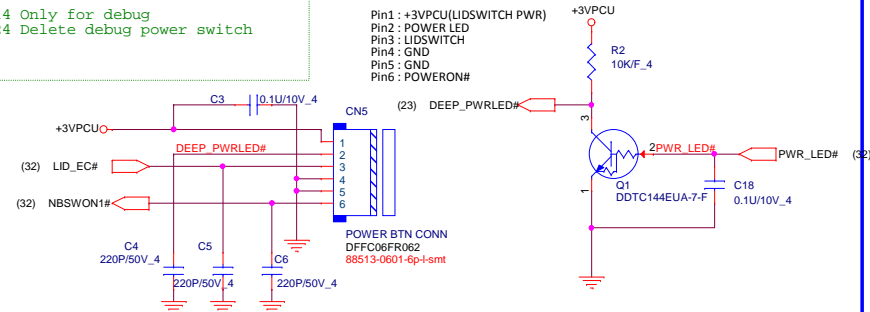 4 Only for debug
24 Delete debug power switch
Pin1 : +3VPCU(LIDSWITCH PWR)
Pin2 : POWER LED
Pin3 : LIDSWITCH
Pin4 : GND
Pin5 : GND
Pin6 : POWERON#
+3VPCU
R2
10K/F_4
(23) DEEP_PWRLED#
3
2
PWR_LED#
PWR_LED# (32)
1
Q1
DDTC144EUA-7-F
C18
0.1U/10V_4
C3
0.1U/10V_4
CN5
+3VPCU
DEEP_PWRLED#
(32) LID_EC#
(32) NBSWON1#
1
2
3
4
5
6
POWER BTN CONN
DFFC06FR062
88513-0601-6p-l-smt
C4
220P/50V_4
C5
220P/50V_4
C6
220P/50V_4